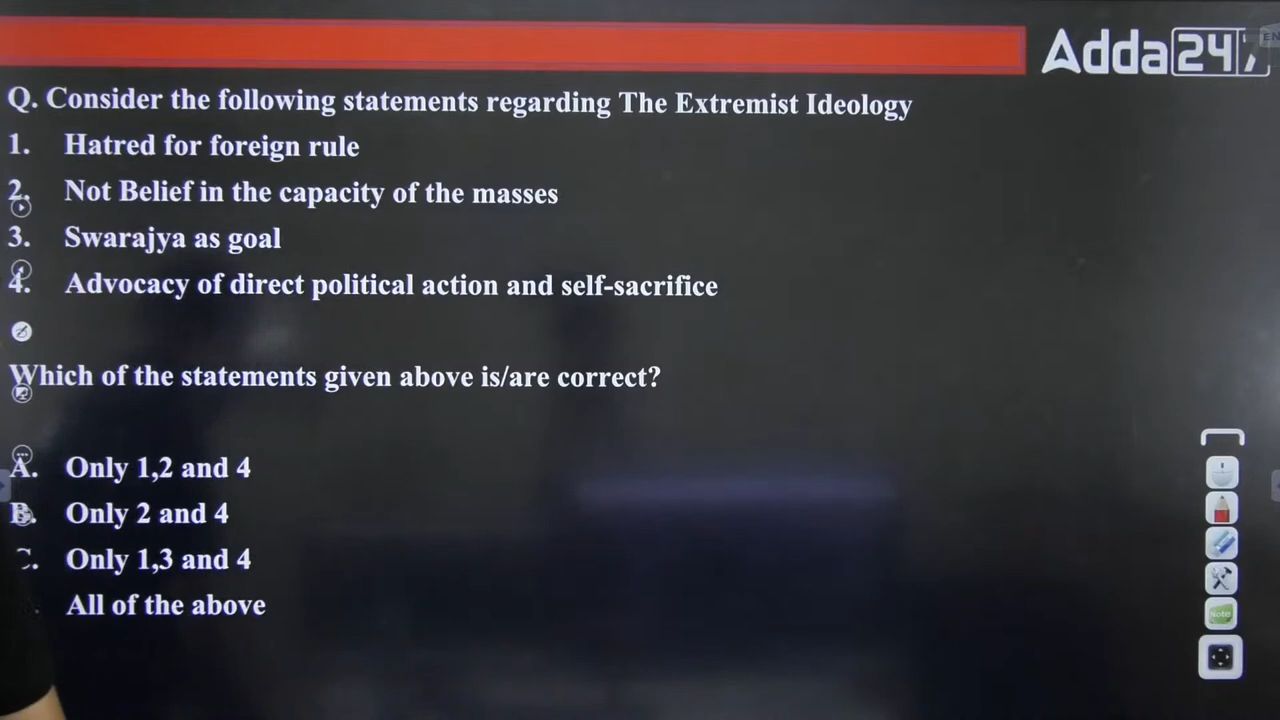 Adda247
EN
Q. Consider the following statements regarding The Extremist Ideology
1. Hatred for foreign rule
2. Not Belief in the capacity of the masses
3. Swarajya as goal
4. Advocacy of direct political action and self-sacrifice
Which of the statements given above is/are correct?
A. Only 1,2 and 4
B. Only 2 and 4
C. Only 1,3 and 4
All of the above
Note